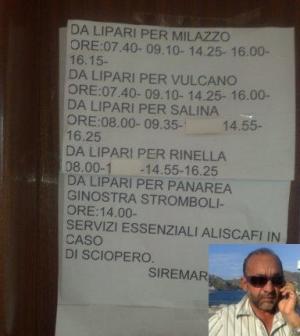 DA LIPARI PER MILAZZO
ORE:07.40- 09.10- 14.25- 16.00-
16.15-
DA LIPARI PER VULCANO
ORE:07.40- 09.10- 14.25- 16.00-
DA LIPARI PER SALINA
ORE:08.00- 09.35- 14.55-
16.25
DA LIPARI PER RINELLA
08.00-1 -14.55-16.25
DA LIPARI PER PANAREA
GINOSTRA STROMBOLI-
ORE:14.00-
SERVIZI ESSENZIALI ALISCAFI IN
CASO
DI SCIOPERO.
SIREMAR